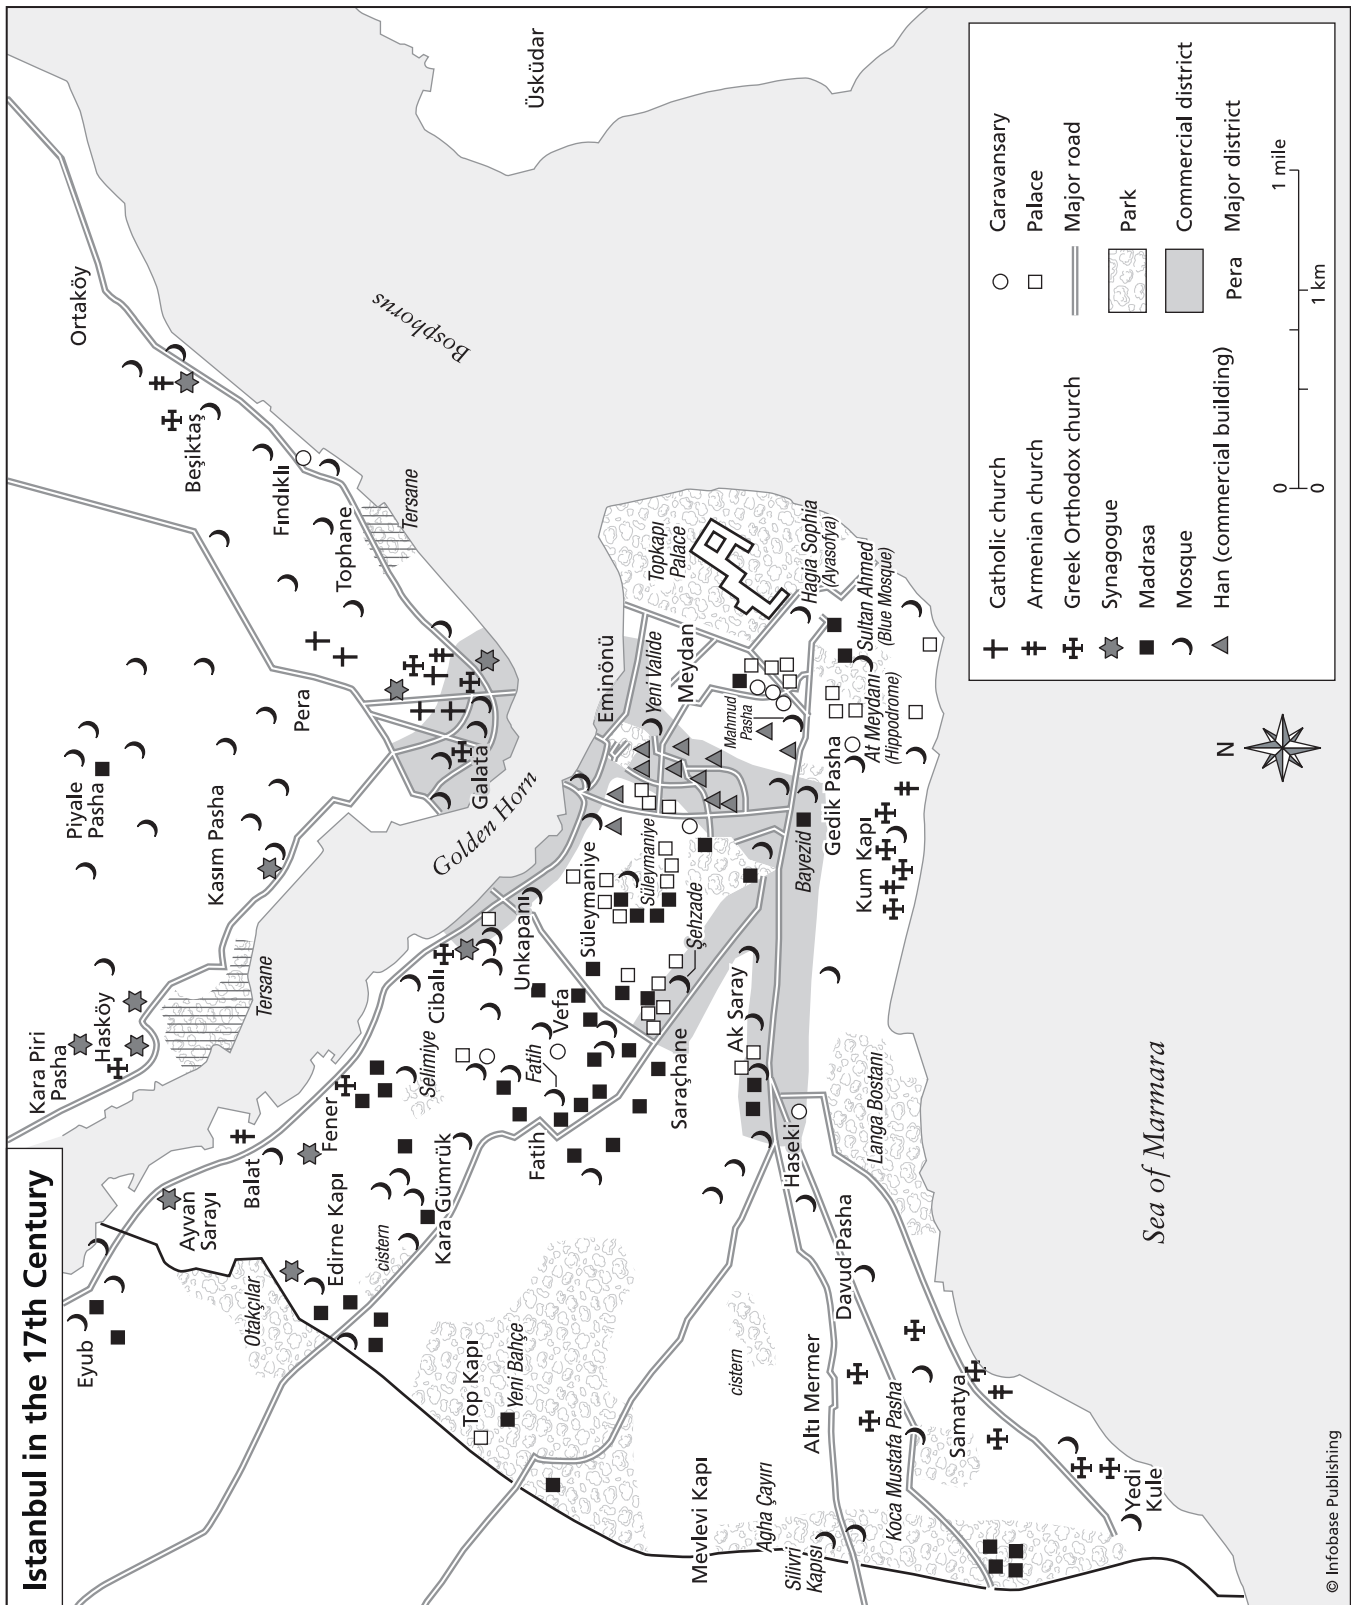 Istanbul in the 17th Century
Kara Piri
Pasha
Hasköy
Tersane
Piyale
Pasha
Kasım Pasha
Pera
Ortaköy
Beşiktaş
Fındıklı
Tophane
Tersane
Üsküdar
Bosphorus
Galata
Golden Horn
Eyub
Ayvan
Sarayı
Balat
Fener
Otakçılar
Edirne Kapı
cistern
Kara Gümrük
Selimiye
Cibalı
Unkapanı
Vefa
Fatih
Fatih
Süleymaniye
Süleymaniye
Şehzade
Saraçhane
Eminönü
Yeni Valide
Meydan
Mahmud
Pasha
Topkapı
Palace
Hagia Sophia
(Ayasofya)
Sultan Ahmed
(Blue Mosque)
At Meydanı
(Hippodrome)
Gedik Pasha
Bayezid
Kum Kapı
Ak Saray
Haseki
Langa Bostanı
Top Kapı
Yeni Bahçe
cistern
Davud Pasha
Altı Mermer
Koca Mustafa Pasha
Samatya
Mevlevi Kapı
Agha Çayırı
Silivri
Kapısı
Yedi
Kule
Sea of Marmara
N
Catholic church
Armenian church
Greek Orthodox church
Synagogue
Madrasa
Mosque
Han (commercial building)
Caravansary
Palace
Major road
Park
Commercial district
Pera Major district
0 1 mile
0 1 km
© Infobase Publishing